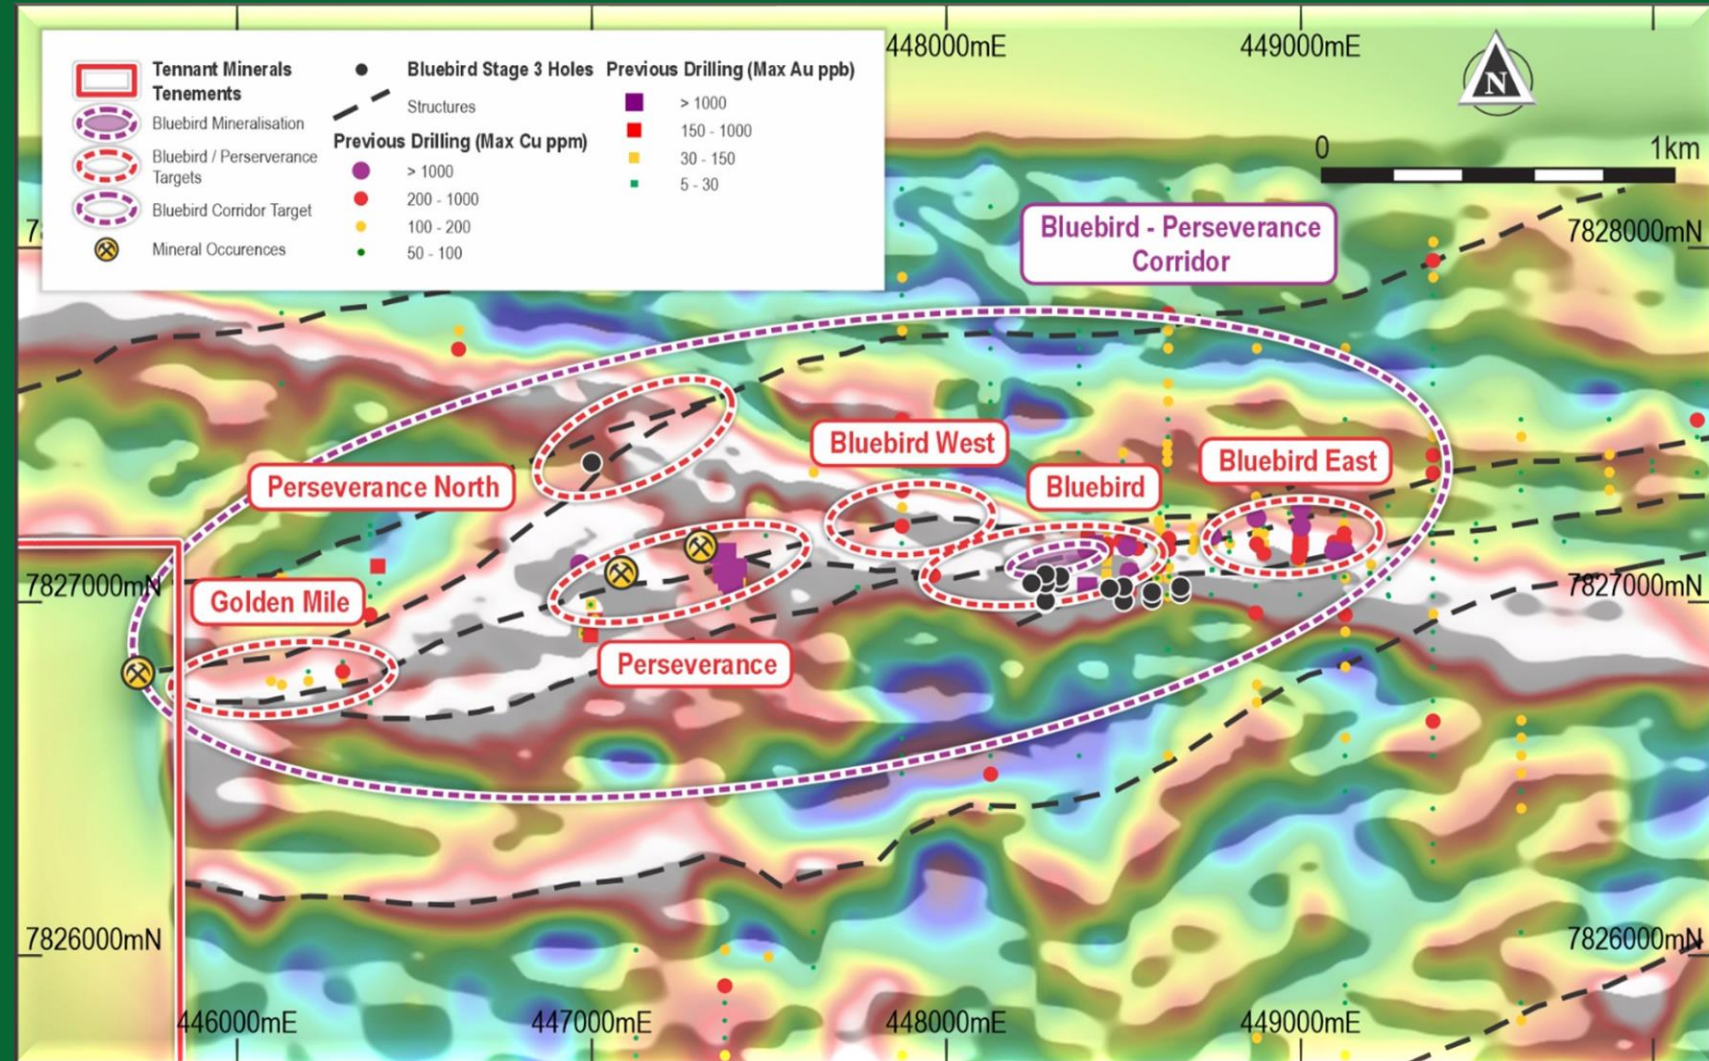 448000mE
449000mE
N
Tennant Minerals
Tenements
Bluebird Mineralisation
Bluebird / Perserverance
Targets
Bluebird Corridor Target
Mineral Occurences
Bluebird Stage 3 Holes
Structures
Previous Drilling (Max Cu ppm)
> 1000
200 - 1000
100 - 200
50 - 100
Previous Drilling (Max Au ppb)
> 1000
150 - 1000
30 - 150
5 - 30
0
1km
Bluebird - Perseverance
Corridor
7828000mN
Bluebird West
Bluebird East
Perseverance North
Bluebird
7827000mN
7827000mN
Golden Mile
Perseverance
7826000mN
7826000mN
446000mE
447000mE
448000mE
449000mE